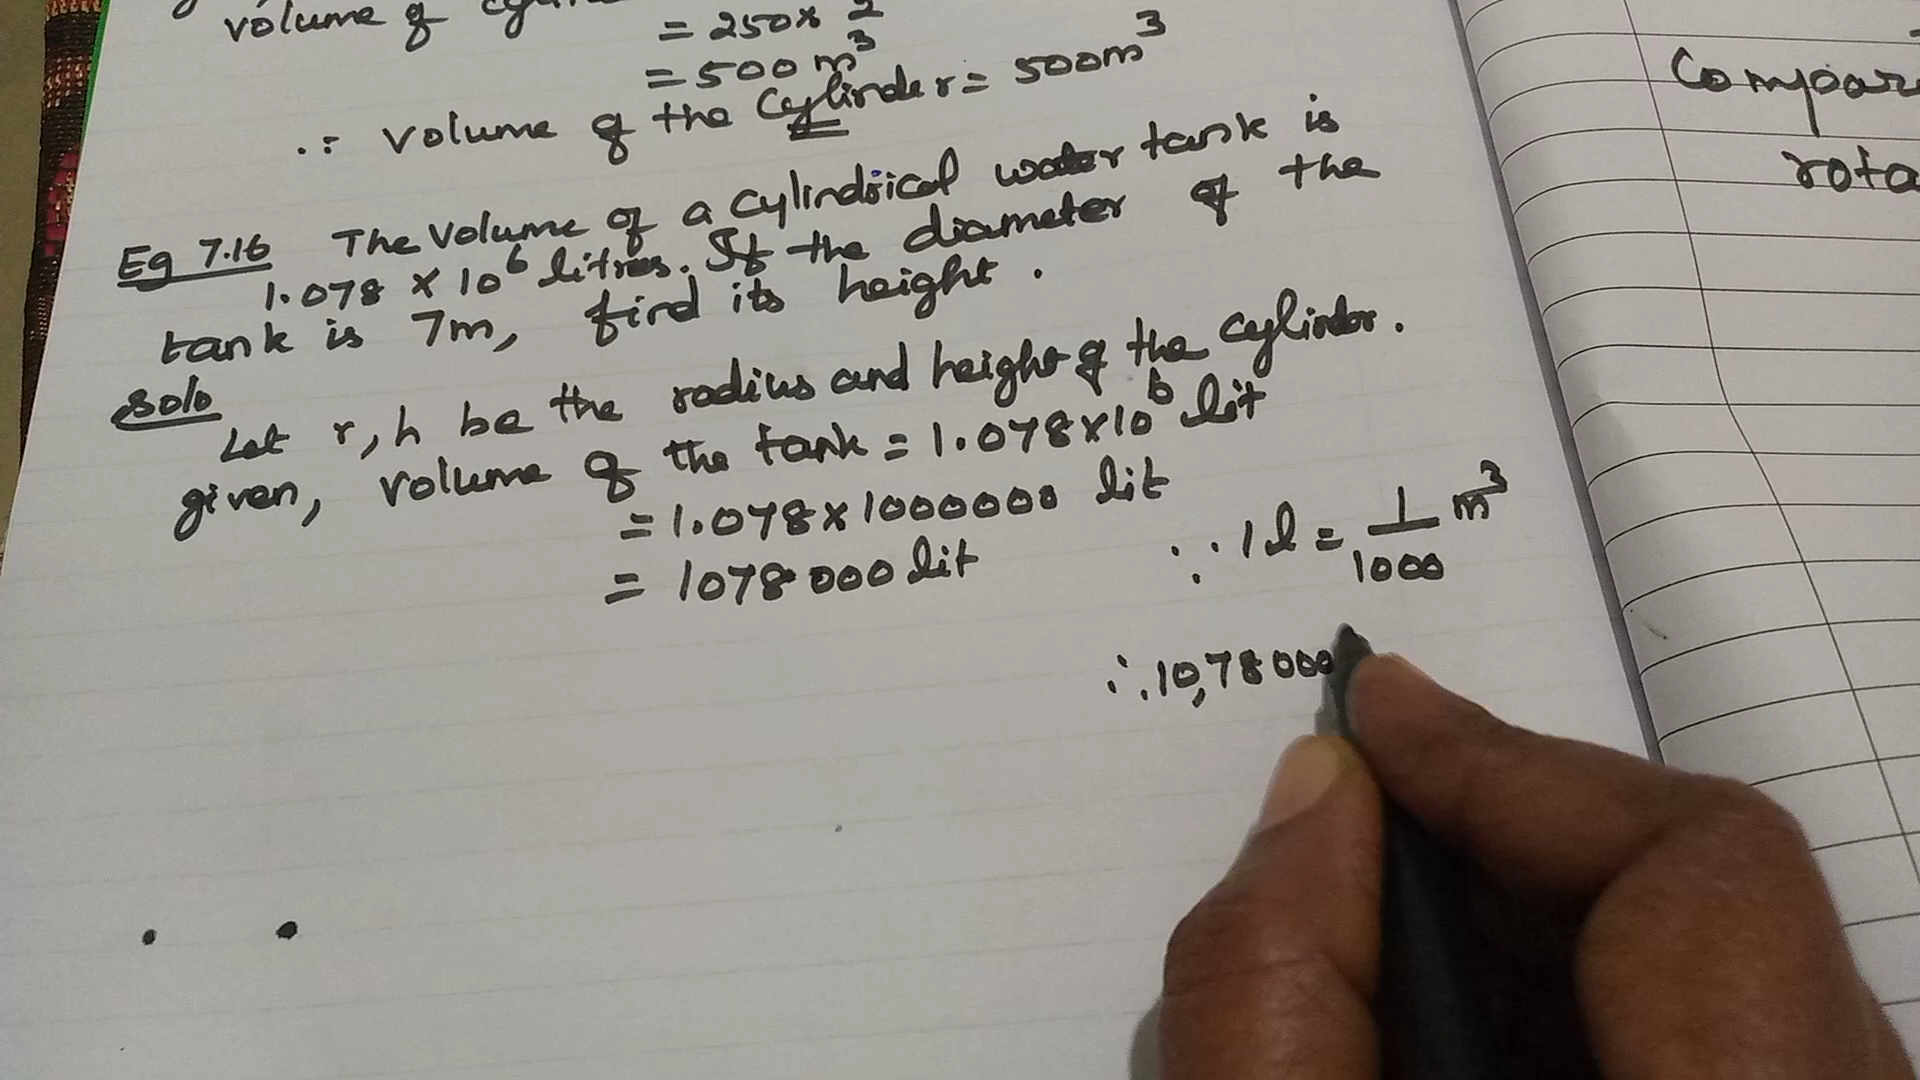 volume of
= 250 × 2
= 500 m³
∴ volume of the cylinder = 500m³
Eg 7.16 The volume of a cylindrical water tank is
1.078 × 10⁶ litres. If the diameter of the
tank is 7m, find its height.
Soln
Let r, h be the radius and height of the cylinder.
given, volume of the tank = 1.078×10⁶ lit
= 1.078×1000000 lit
= 1078000 lit
∵ 1l = 1/1000 m³
∴ 10,78000
Compar
rota